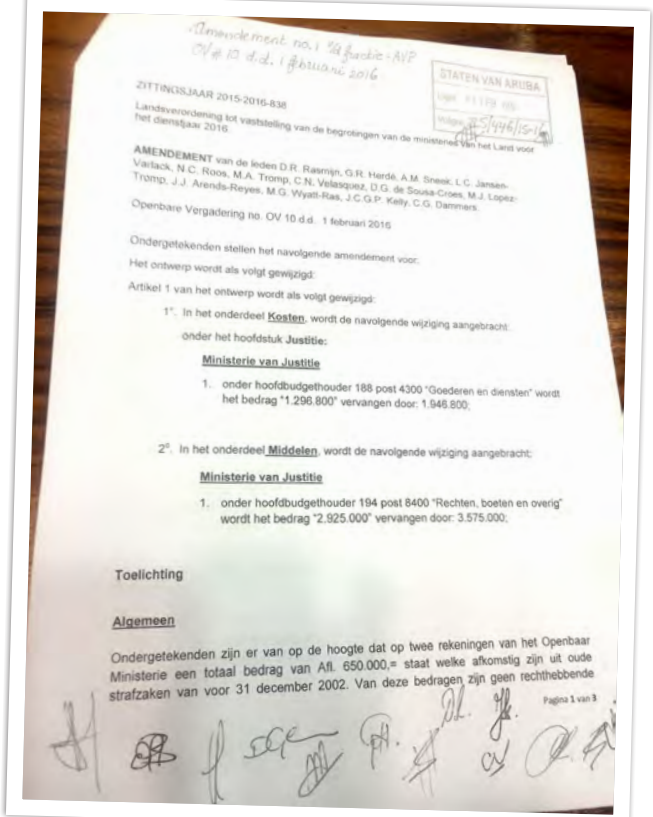 Amendement no. 1 fractie AVP
OV # 10 d.d. 1 februari 2016
STATEN VAN ARUBA
ZITTINGSJAAR 2015-2016-838
Landsverordening tot vaststelling van de begrotingen van de ministeries van het Land voor
het dienstjaar 2016
AMENDEMENT van de leden D.R. Rasmijn, G.R. Herdé, A.M. Sneek, L.C. Jansen-
Varlack, N.C. Roos, M.A. Tromp, C.N. Velasquez, D.G. de Sousa-Croes, M.J. Lopez-
Tromp, J.J. Arends-Reyes, M.G. Wyatt-Ras, J.C.G.P. Kelly, C.G. Dammers.
Openbare Vergadering no. OV 10 d.d. 1 februari 2016
Ondergetekenden stellen het navolgende amendement voor:
Het ontwerp wordt als volgt gewijzigd:
Artikel 1 van het ontwerp wordt als volgt gewijzigd:
1°. In het onderdeel Kosten, wordt de navolgende wijziging aangebracht:
onder het hoofdstuk Justitie:
Ministerie van Justitie
1. onder hoofdbudgethouder 188 post 4300 "Goederen en diensten" wordt
het bedrag "1.296.800" vervangen door: 1.946.800;
2°. In het onderdeel Middelen, wordt de navolgende wijziging aangebracht:
Ministerie van Justitie
1. onder hoofdbudgethouder 194 post 8400 "Rechten, boeten en overig"
wordt het bedrag "2.925.000" vervangen door: 3.575.000;
Toelichting
Algemeen
Ondergetekenden zijn er van op de hoogte dat op twee rekeningen van het Openbaar
Ministerie een totaal bedrag van Afl. 650.000,= staat welke afkomstig zijn uit oude
strafzaken van voor 31 december 2002. Van deze bedragen zijn geen rechthebbende
Pagina 1 van 3